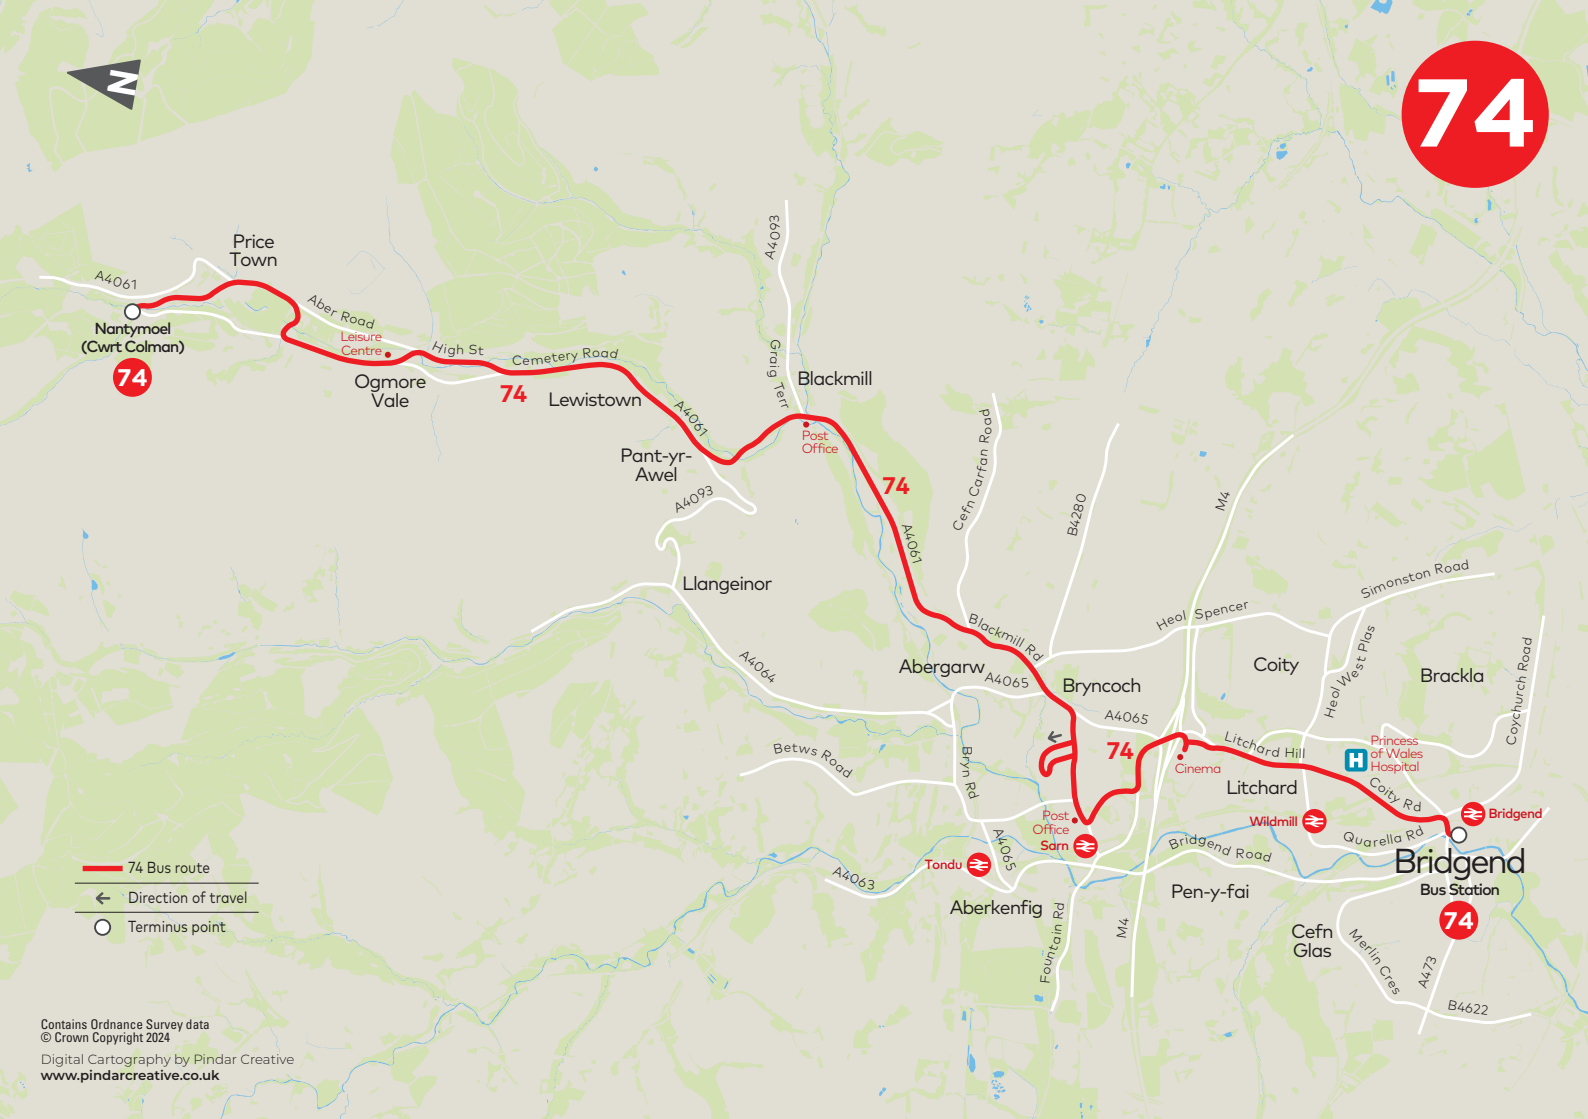 N
74
Price
Town
A4061
Nantymoel
(Cwrt Colman)
74
Aber Road
Leisure
Centre
High St
Cemetery Road
Ogmore
Vale
74
Lewistown
A4061
A4093
Graig Terr
Blackmill
Post
Office
Pant-yr-
Awel
A4093
74
A4061
Cefn Carfan Road
B4280
M4
Llangeinor
A4064
Blackmill Rd
Heol Spencer
Simonston Road
Heol West Plas
Coity
Brackla
Coychurch Road
Abergarw
A4065
Bryncoch
A4065
Betws Road
Bryn Rd
74
Cinema
Litchard Hill
Princess
of Wales
Hospital
H
Litchard
Coity Rd
Post
Office
Sarn
Wildmill
Bridgend
Quarella Rd
Bridgend Road
Tondu
A4065
A4063
Aberkenfig
Pen-y-fai
Bridgend
Bus Station
74
Fountain Rd
M4
Cefn
Glas
Merlin Cres
A473
B4622
74 Bus route
Direction of travel
Terminus point
Contains Ordnance Survey data
© Crown Copyright 2024
Digital Cartography by Pindar Creative
www.pindarcreative.co.uk